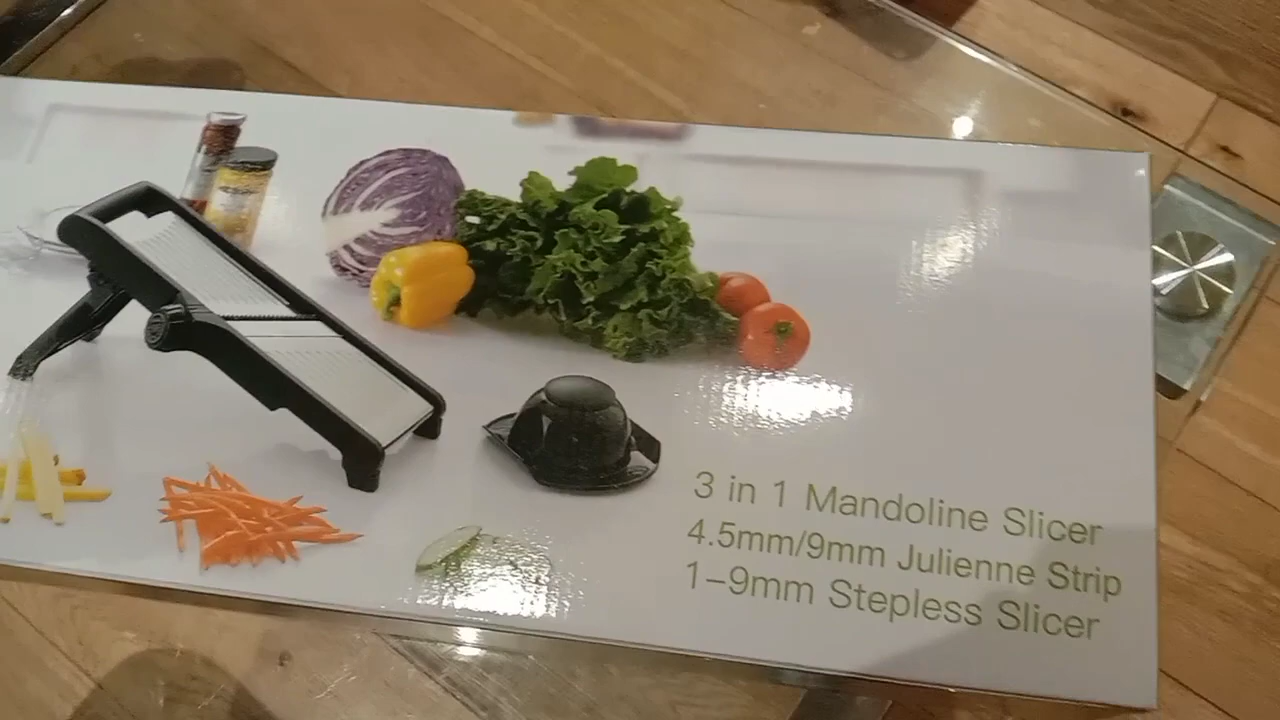 3 in 1 Mandoline Slicer
4.5mm/9mm Julienne Strip
1–9mm Stepless Slicer